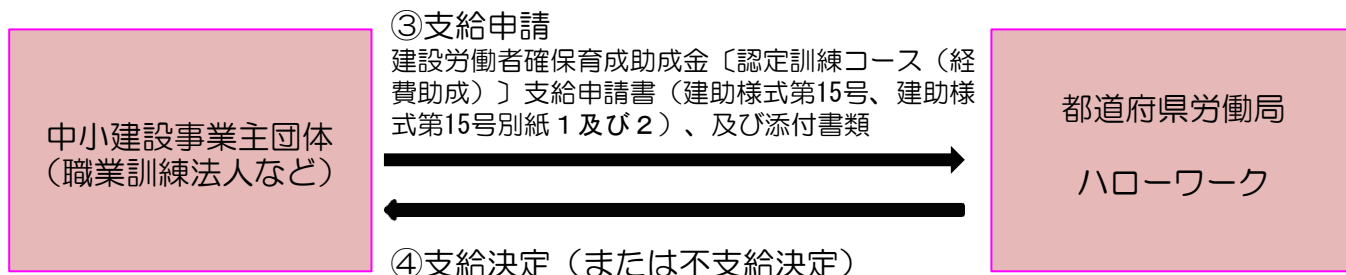 ③支給申請
建設労働者確保育成助成金〔認定訓練コース（経
費助成）〕支給申請書（建助様式第15号、建助様
式第15号別紙１及び２）、及び添付書類
中小建設事業主団体
（職業訓練法人など）
都道府県労働局
ハローワーク
④支給決定（または不支給決定）